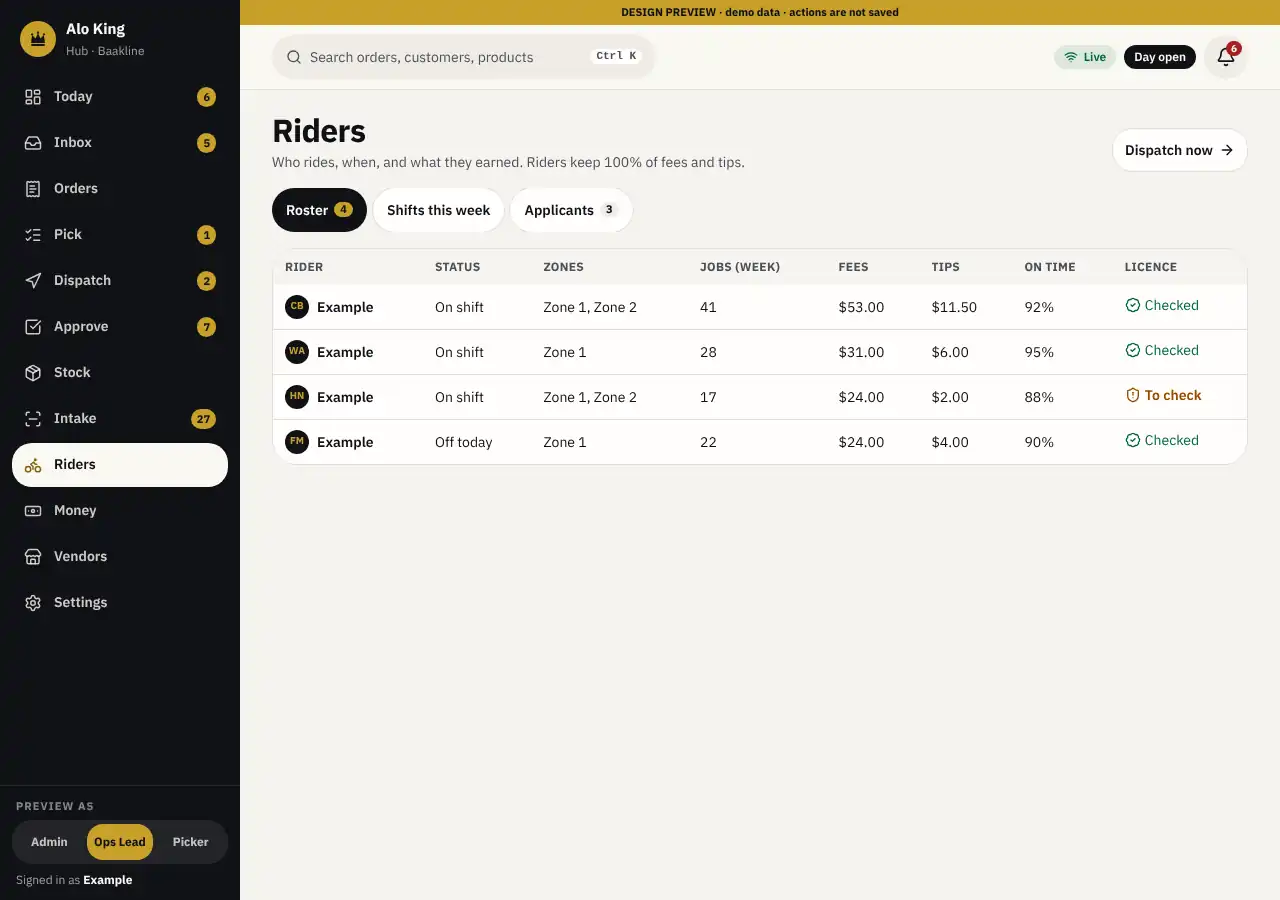 Alo King
Hub · Baakline
Today 6
Inbox 5
Orders
Pick 1
Dispatch 2
Approve 7
Stock
Intake 27
Riders
Money
Vendors
Settings
PREVIEW AS
Admin Ops Lead Picker
Signed in as Example
DESIGN PREVIEW · demo data · actions are not saved
Search orders, customers, products Ctrl K
Live Day open 6
Riders
Who rides, when, and what they earned. Riders keep 100% of fees and tips.
Dispatch now →
Roster 4 Shifts this week Applicants 3
RIDER STATUS ZONES JOBS (WEEK) FEES TIPS ON TIME LICENCE
CB Example On shift Zone 1, Zone 2 41 $53.00 $11.50 92% Checked
WA Example On shift Zone 1 28 $31.00 $6.00 95% Checked
HN Example On shift Zone 1, Zone 2 17 $24.00 $2.00 88% To check
FM Example Off today Zone 1 22 $24.00 $4.00 90% Checked